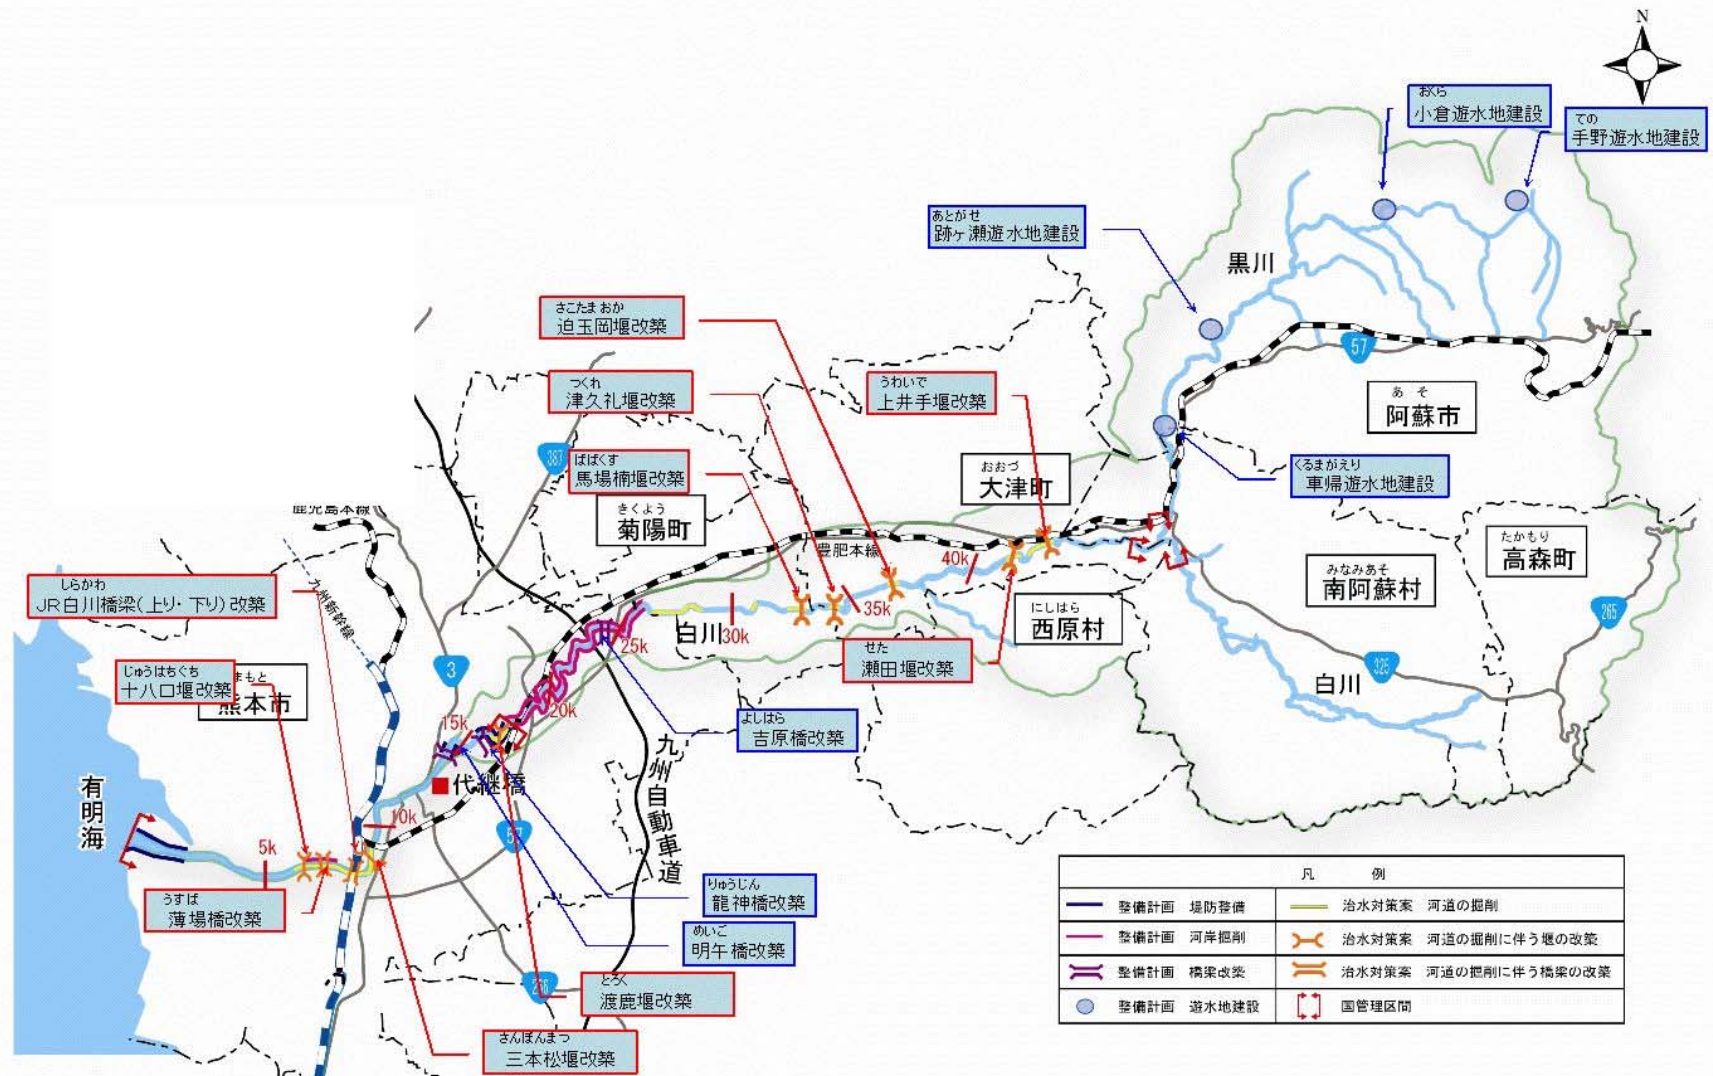 N
おぐら
小倉遊水地建設
ての
手野遊水地建設
あとがせ
跡ヶ瀬遊水地建設
黒川
さこたまおか
迫玉岡堰改築
57
つくれ
津久礼堰改築
うわいで
上井手堰改築
あ そ
阿蘇市
387
ばばくす
馬場楠堰改築
おおづ
大津町
くるまがえり
車帰遊水地建設
きくよう
菊陽町
鹿児島本線
豊肥本線
40k
たかもり
高森町
しらかわ
JR白川橋梁(上り・下り)改築
九州新幹線
みなみあそ
南阿蘇村
35k
にしはら
西原村
265
白川
30k
25k
せた
瀬田堰改築
じゅうはちぐち
十八口堰改築
まもと
熊本市
3
325
白川
20k
15k
よしはら
吉原橋改築
代継橋
九州自動車道
有明海
10k
57
5k
うすば
薄場橋改築
りゅうじん
龍神橋改築
めいご
明午橋改築
とろく
渡鹿堰改築
さんぼんまつ
三本松堰改築
凡 例
整備計画 堤防整備
治水対策案 河道の掘削
整備計画 河岸掘削
治水対策案 河道の掘削に伴う堰の改築
整備計画 橋梁改築
治水対策案 河道の掘削に伴う橋梁の改築
整備計画 遊水地建設
国管理区間